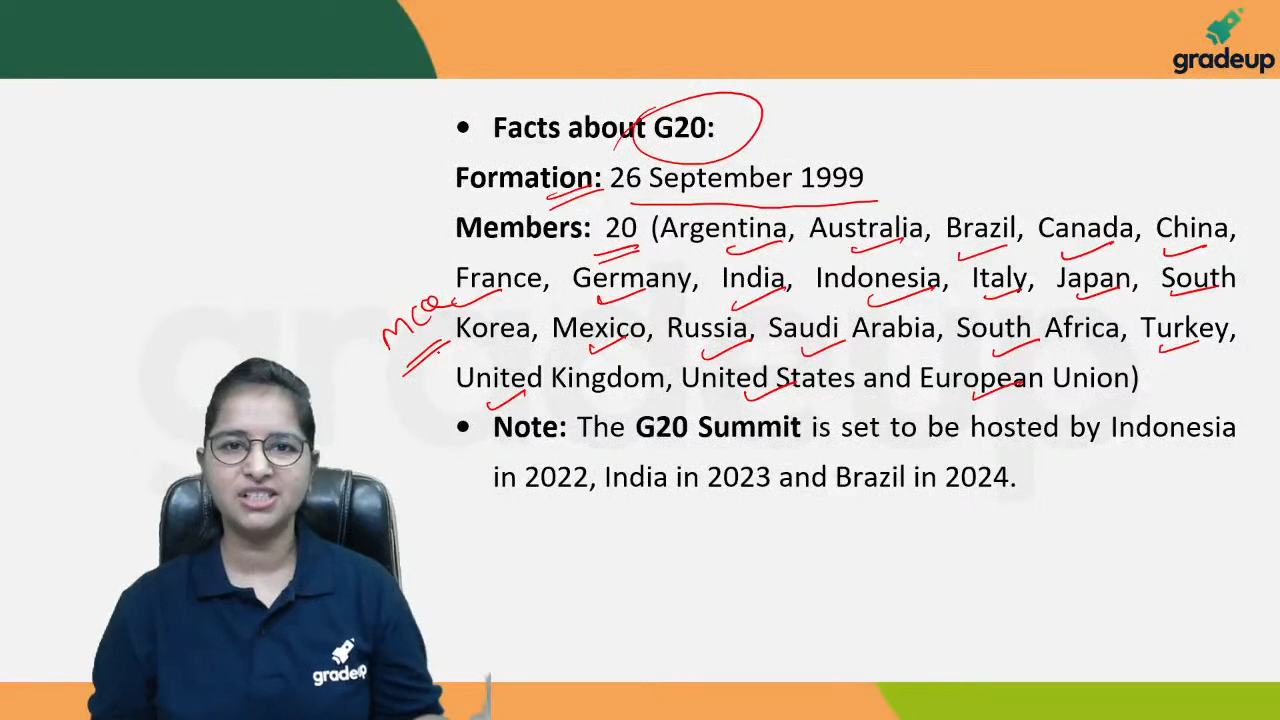 gradeup
• Facts about G20:
Formation: 26 September 1999
Members: 20 (Argentina, Australia, Brazil, Canada, China,
France, Germany, India, Indonesia, Italy, Japan, South
MCQ
Korea, Mexico, Russia, Saudi Arabia, South Africa, Turkey,
United Kingdom, United States and European Union)
• Note: The G20 Summit is set to be hosted by Indonesia
in 2022, India in 2023 and Brazil in 2024.
gradeup
gradeup